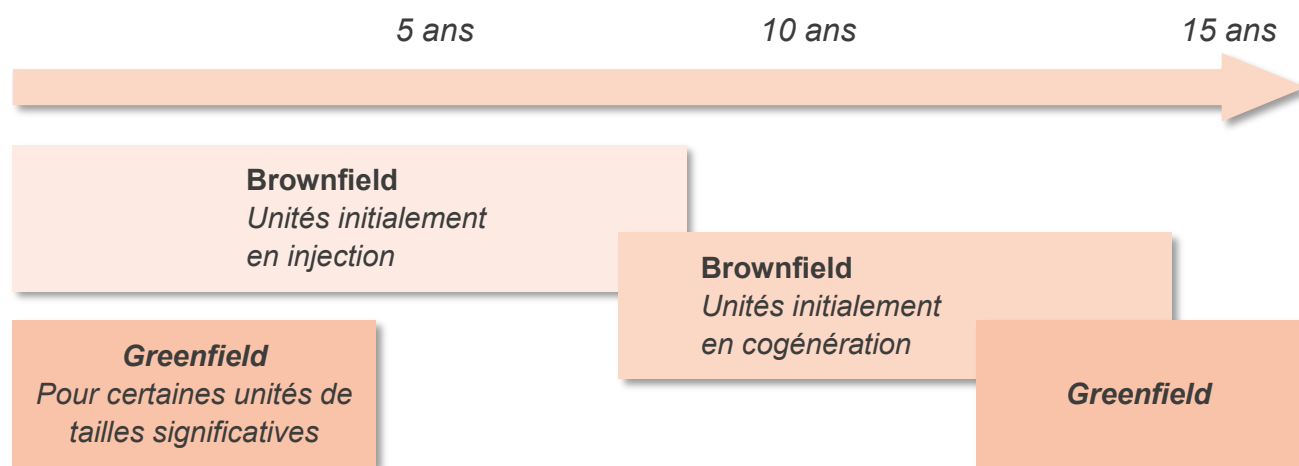 5 ans
10 ans
15 ans
Brownfield
Unités initialement
en injection
Brownfield
Unités initialement
en cogénération
Greenfield
Pour certaines unités de
tailles significatives
Greenfield